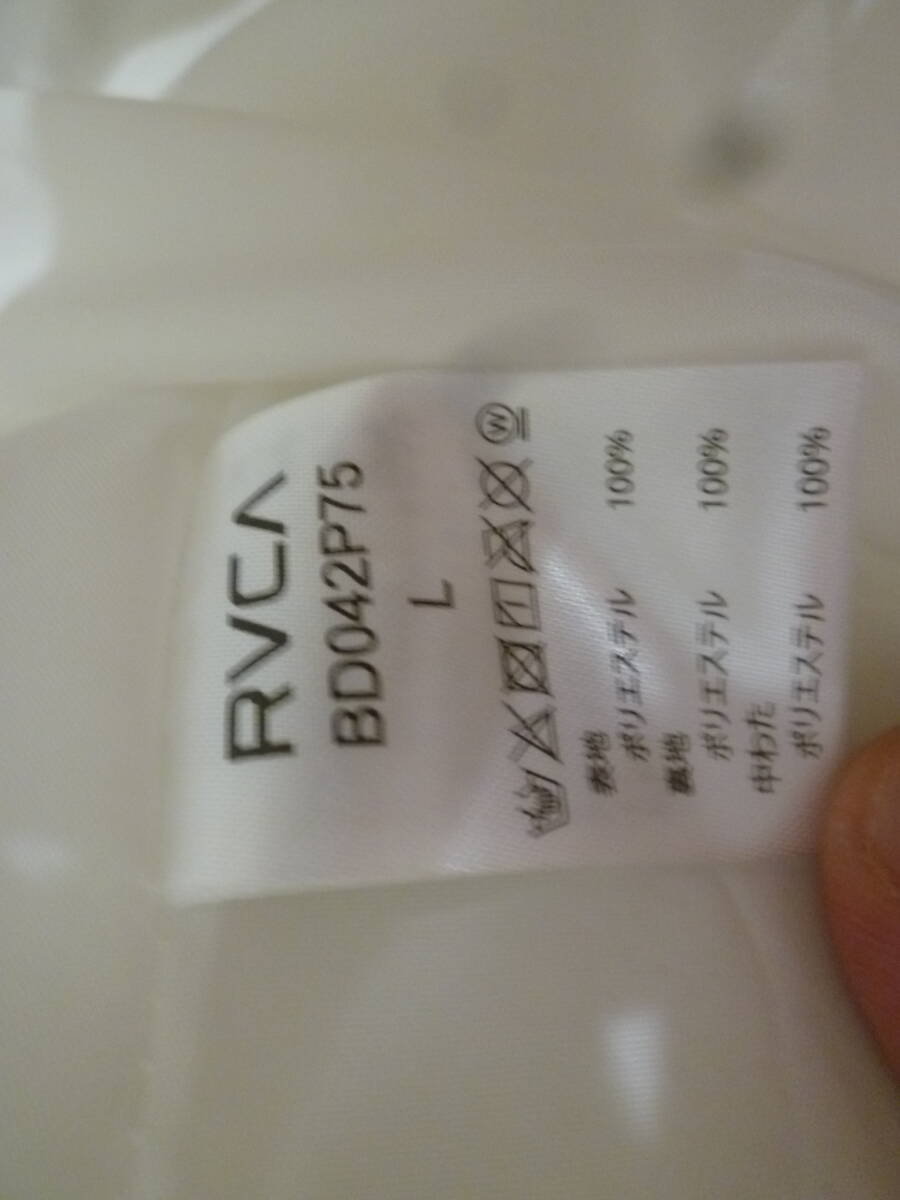 RVCA
BD042P75
L
W
表地
ポリエステル 100%
裏地
ポリエステル 100%
中わた
ポリエステル 100%